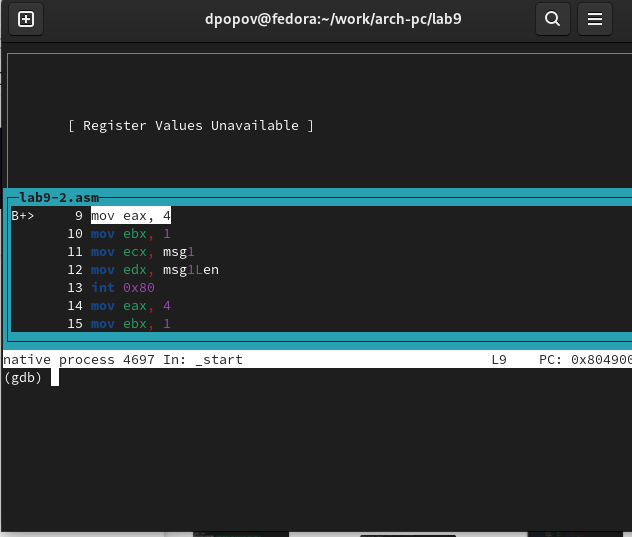 dpopov@fedora:~/work/arch-pc/lab9
[ Register Values Unavailable ]
lab9-2.asm
B+> 9 mov eax, 4
10 mov ebx, 1
11 mov ecx, msg1
12 mov edx, msg1Len
13 int 0x80
14 mov eax, 4
15 mov ebx, 1
native process 4697 In: _start L9 PC: 0x804900
(gdb)